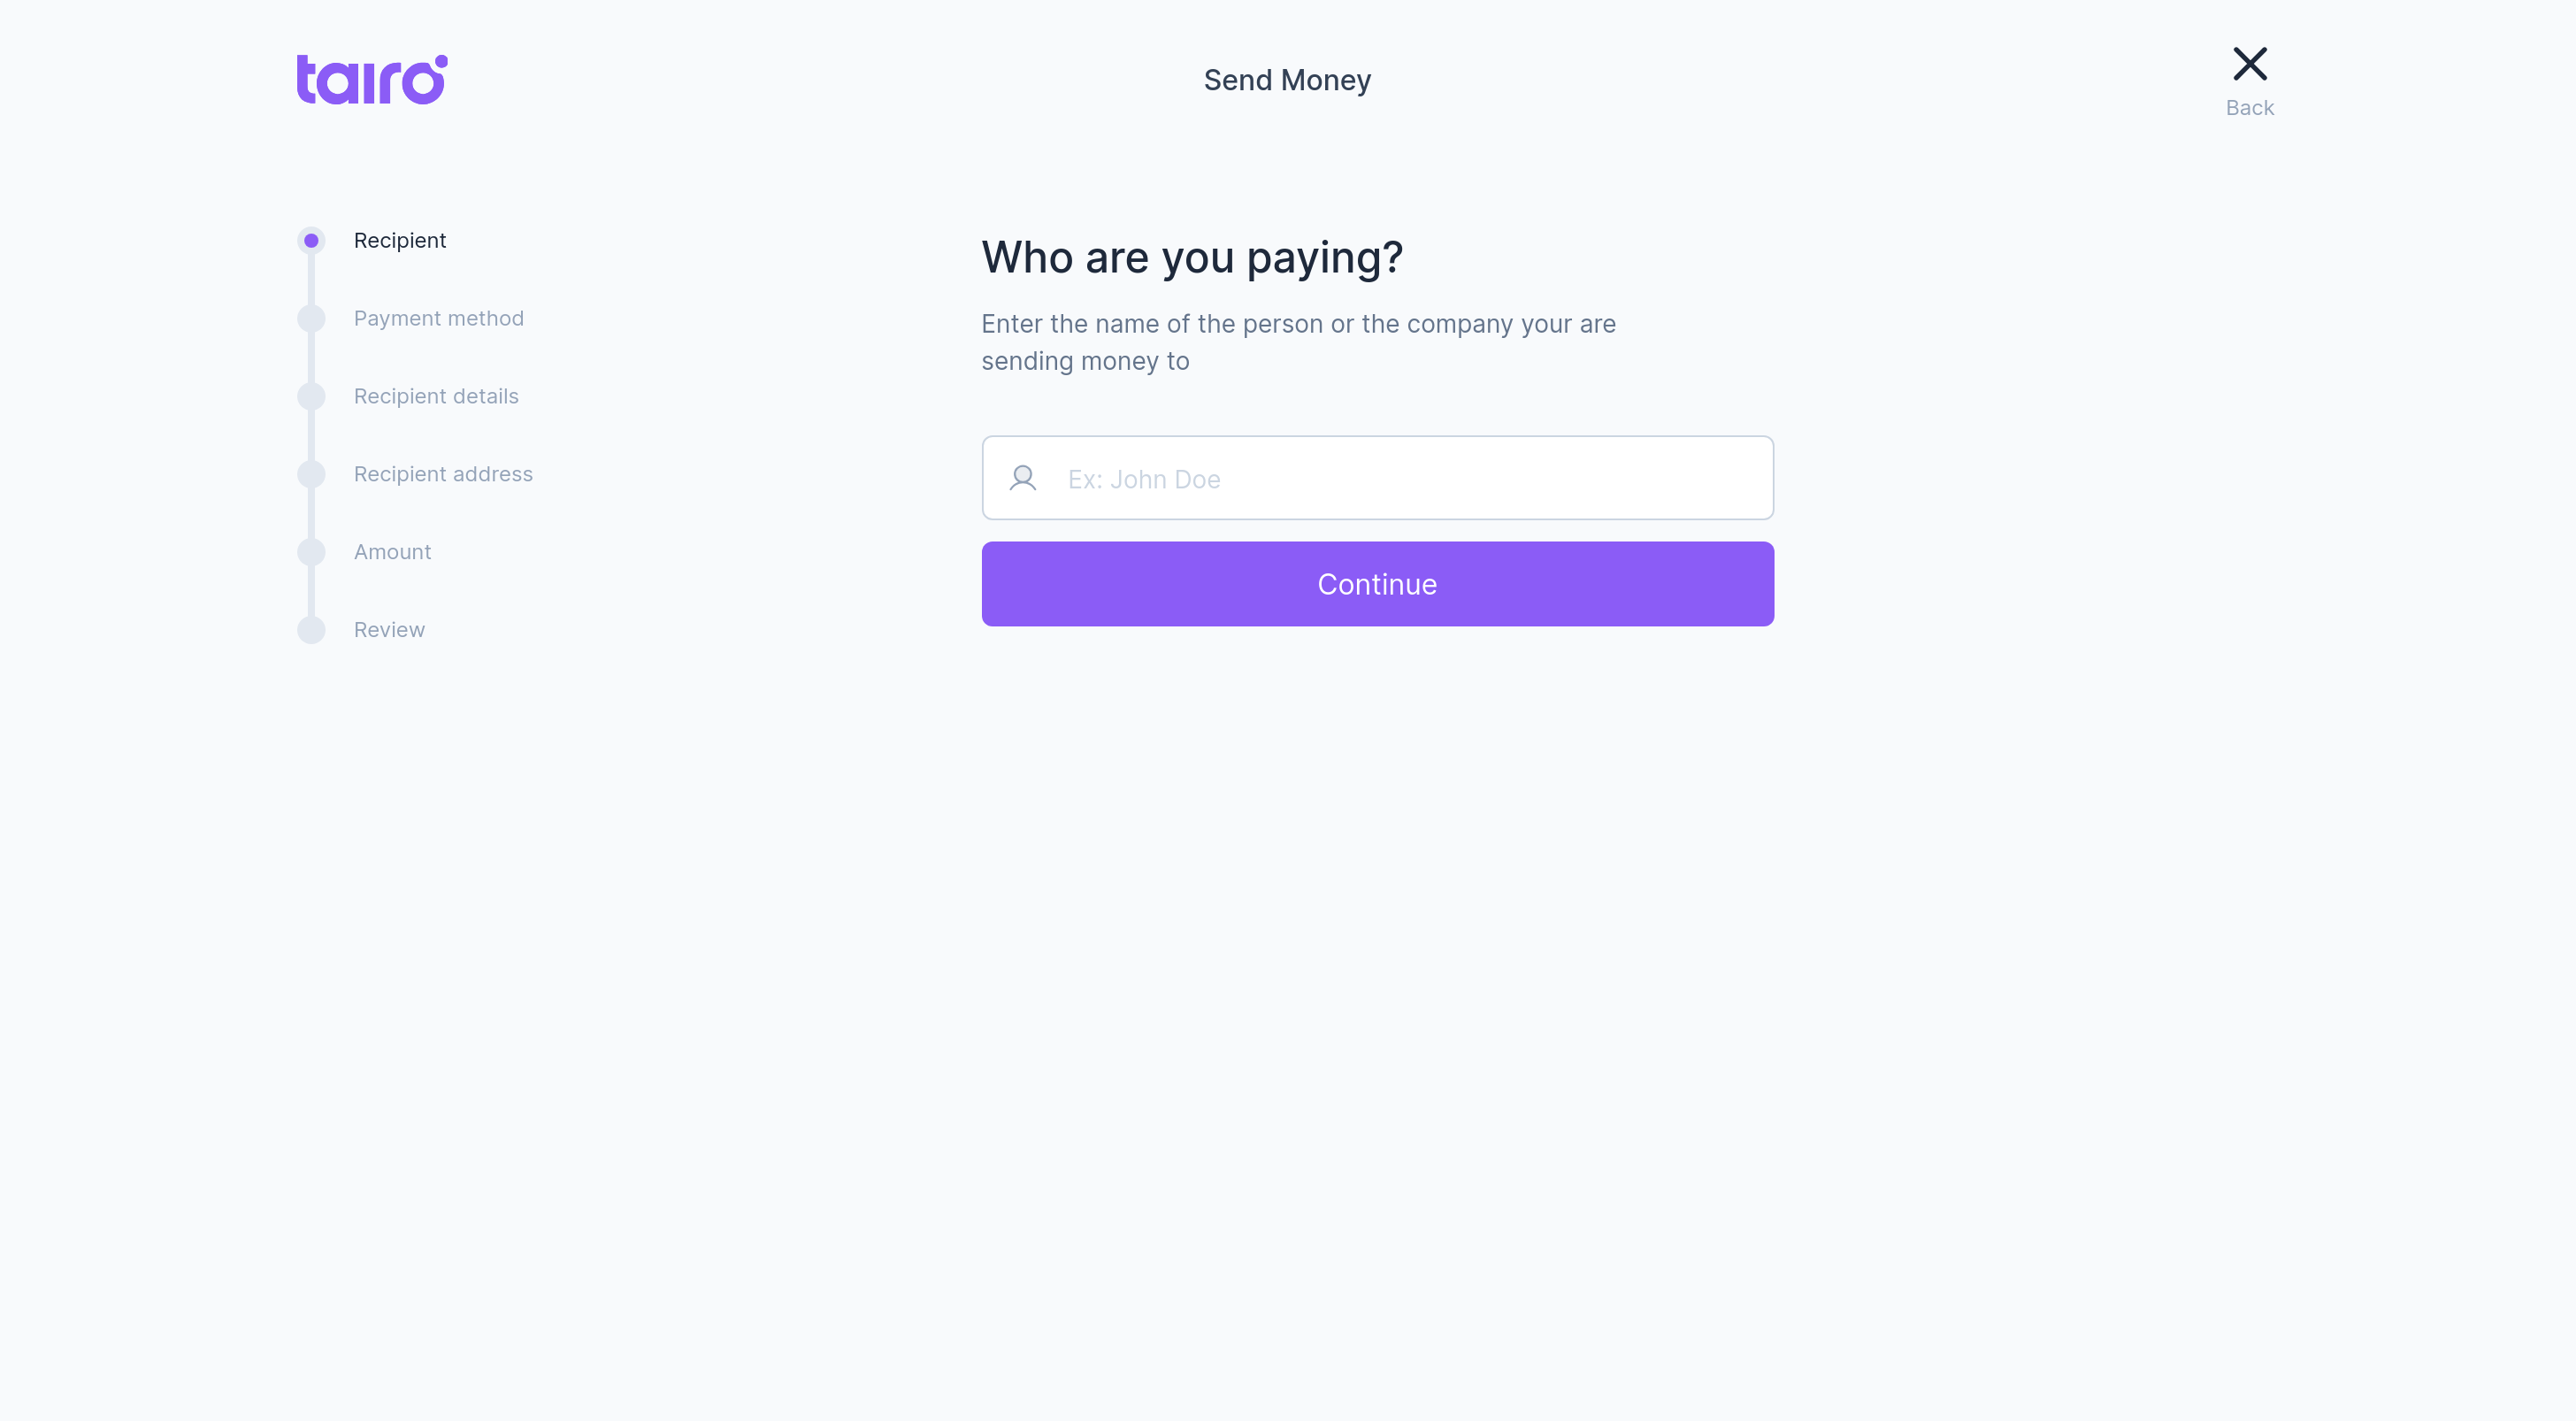 tairo
Send Money
Back
Recipient
Payment method
Recipient details
Recipient address
Amount
Review
Who are you paying?
Enter the name of the person or the company your are
sending money to
Ex: John Doe
Continue